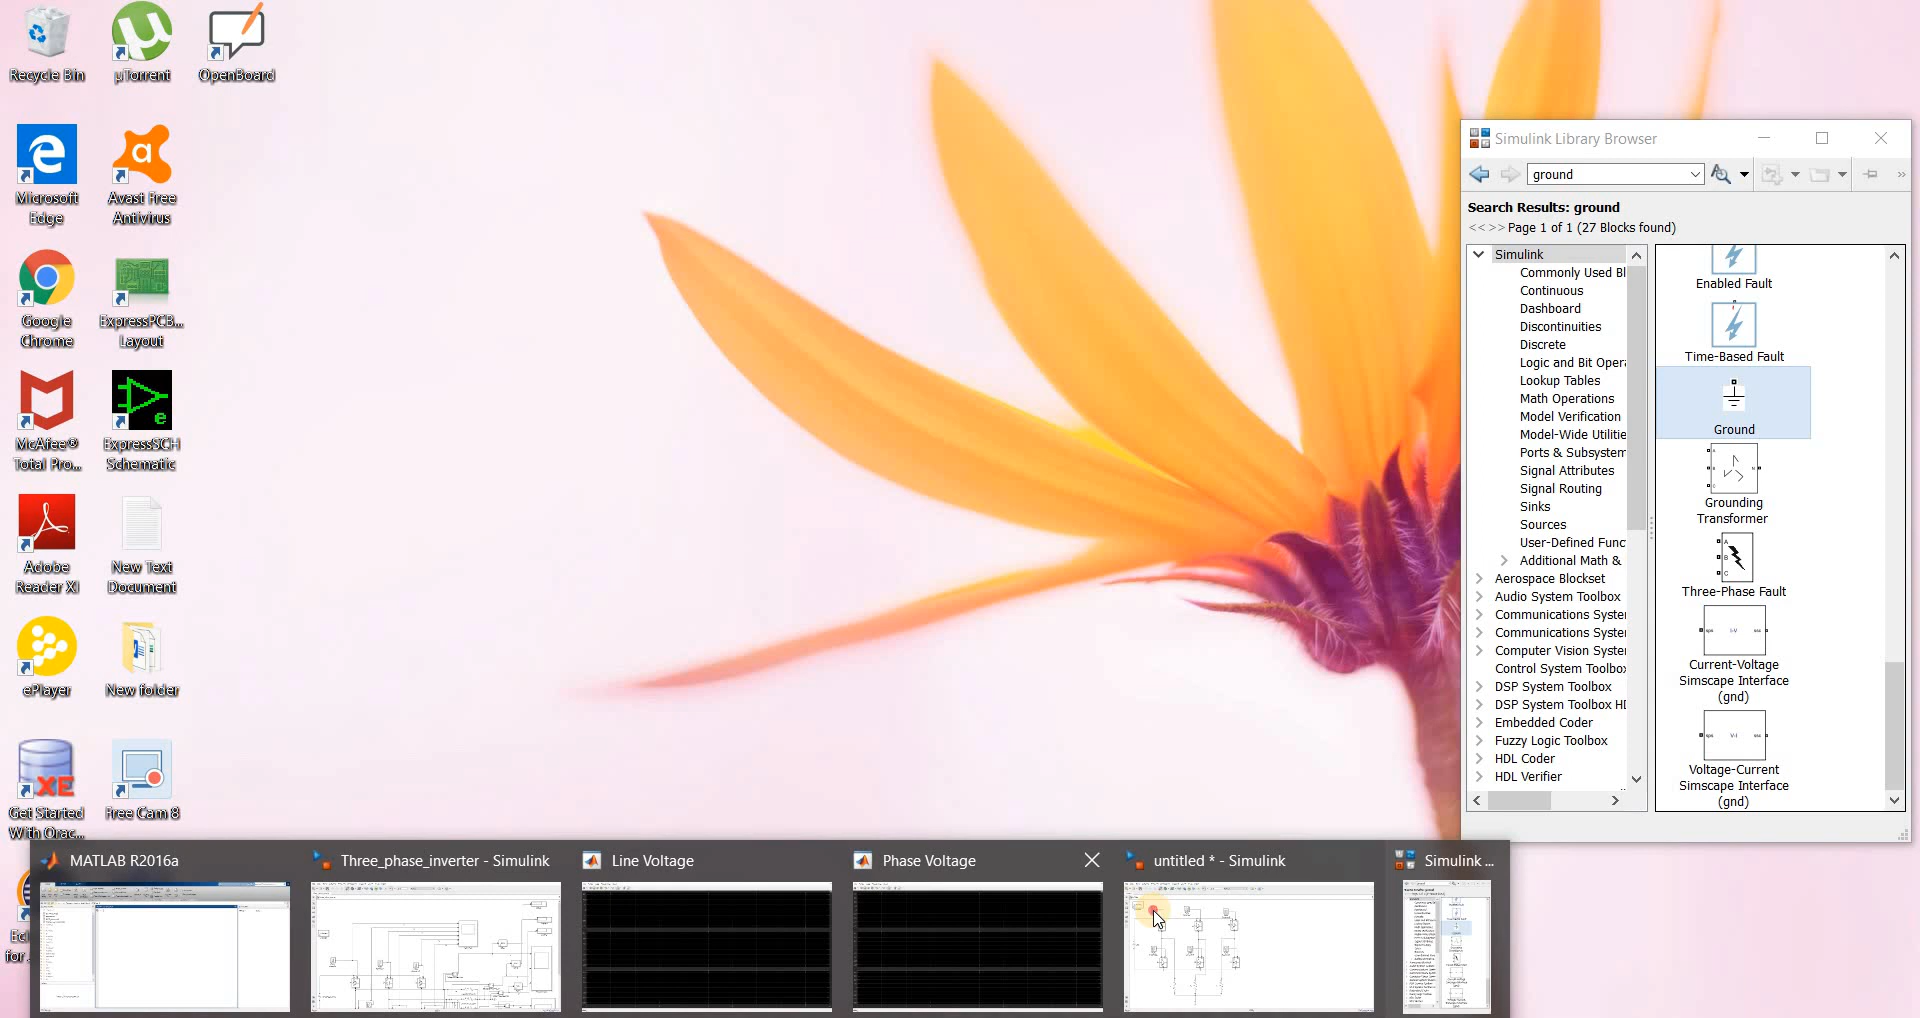 Recycle Bin
µTorrent
OpenBoard
Microsoft
Edge
Avast Free
Antivirus
Google
Chrome
ExpressPCB...
Layout
McAfee®
Total Pro...
ExpressSCH
Schematic
Adobe
Reader XI
New Text
Document
ePlayer
New folder
Get Started
With Orac...
Free Cam 8
Ecl
for
Simulink Library Browser
ground
Search Results: ground
<< >> Page 1 of 1 (27 Blocks found)
Simulink
Commonly Used Bl
Continuous
Dashboard
Discontinuities
Discrete
Logic and Bit Opera
Lookup Tables
Math Operations
Model Verification
Model-Wide Utilitie
Ports & Subsystem
Signal Attributes
Signal Routing
Sinks
Sources
User-Defined Func
Additional Math &
Aerospace Blockset
Audio System Toolbox
Communications Syster
Communications Syster
Computer Vision Syster
Control System Toolbox
DSP System Toolbox
DSP System Toolbox HD
Embedded Coder
Fuzzy Logic Toolbox
HDL Coder
HDL Verifier
Enabled Fault
Time-Based Fault
Ground
Grounding
Transformer
Three-Phase Fault
Current-Voltage
Simscape Interface
(gnd)
Voltage-Current
Simscape Interface
(gnd)
MATLAB R2016a
Three_phase_inverter - Simulink
Line Voltage
Phase Voltage
untitled * - Simulink
Simulink ...